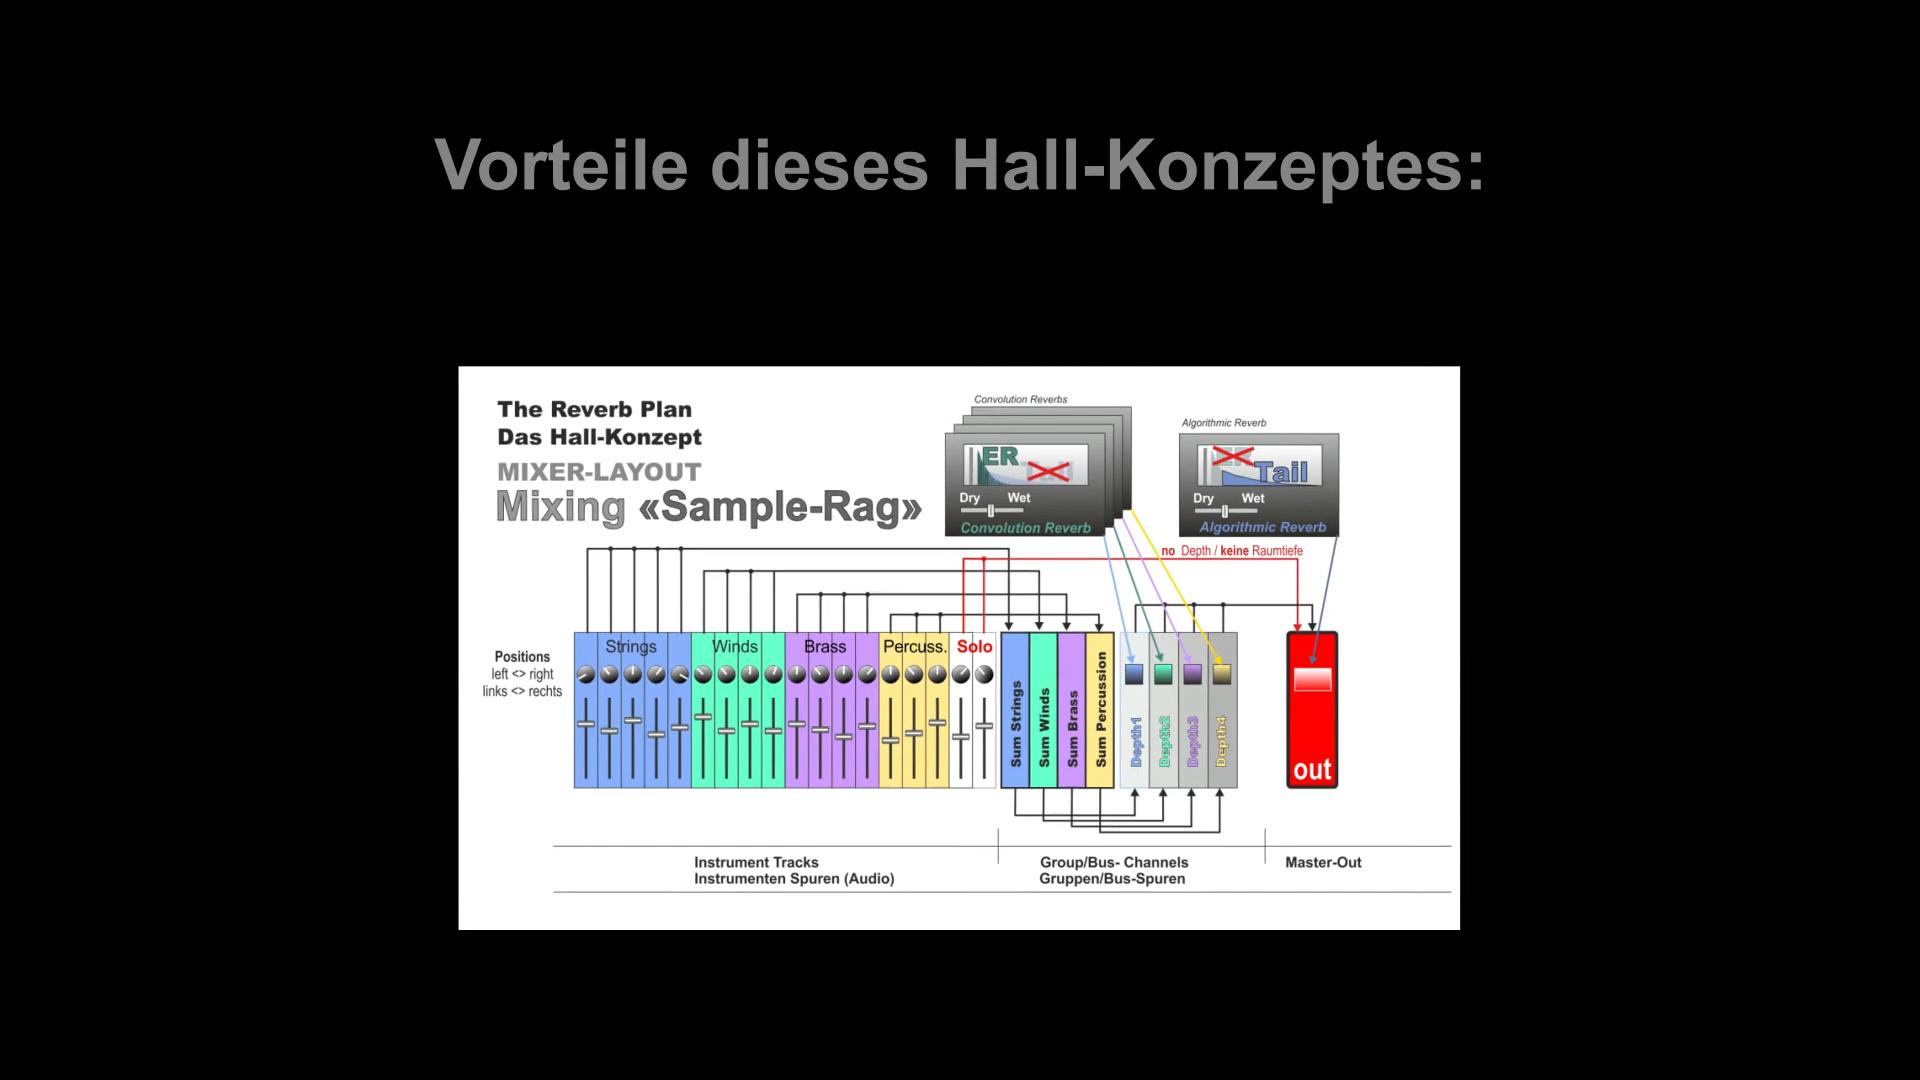 Vorteile dieses Hall-Konzeptes:
The Reverb Plan
Das Hall-Konzept
MIXER-LAYOUT
Mixing «Sample-Rag»
Convolution Reverbs
ER Tail
Dry Wet
Convolution Reverb
Algorithmic Reverb
ER Tail
Dry Wet
Algorithmic Reverb
no Depth / keine Raumtiefe
Positions
left <> right
links <> rechts
Strings
Winds
Brass
Percuss.
Solo
Sum Strings
Sum Winds
Sum Brass
Sum Percussion
Depth1
Depth2
Depth3
Depth4
out
Instrument Tracks
Instrumenten Spuren (Audio)
Group/Bus- Channels
Gruppen/Bus-Spuren
Master-Out